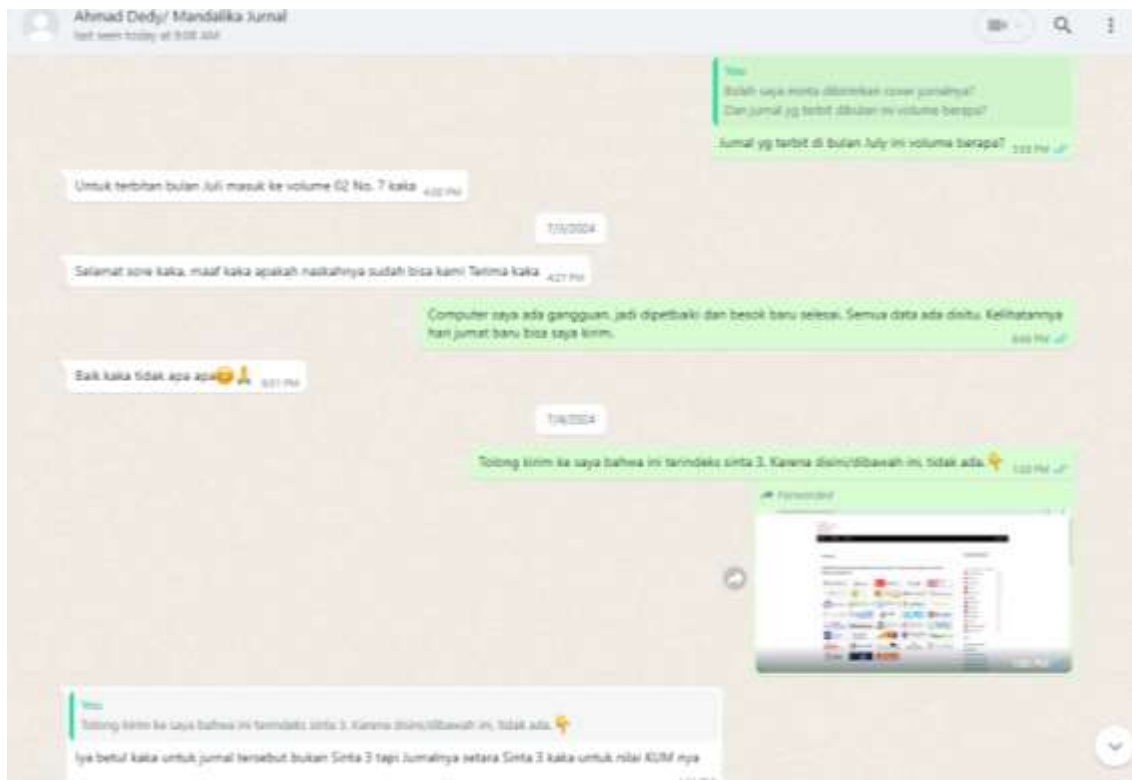 Ahmad Dedy/ Mandalika Jurnal
last seen today at 9:08 AM
You
Boleh saya minta dikirimkan cover jurnalnya?
Dan jurnal yg terbit dibulan ini volume berapa?
Jurnal yg terbit di bulan July ini volume berapa?
Untuk terbitan bulan Juli masuk ke volume 02 No. 7 kaka
4:00 PM
7/3/2024
Selamat sore kaka, maaf kaka apakah naskahnya sudah bisa kami Terima kaka
4:27 PM
Computer saya ada gangguan, jadi dipetbaiki dan besok baru selesai. Semua data ada disitu. Kelihatannya
hari jumat baru bisa saya kirim.
Baik kaka tidak apa apa😊🙏
7/4/2024
Tolong kirim ke saya bahwa ini terindeks sinta 3. Karena disini/dibawah ini, tidak ada.👇
Forwarded
You
Tolong kirim ke saya bahwa ini terindeks sinta 3. Karena disini/dibawah ini, tidak ada.👇
Iya betul kaka untuk jurnal tersebut bukan Sinta 3 tapi Jurnalnya setara Sinta 3 kaka untuk nilai KUM nya